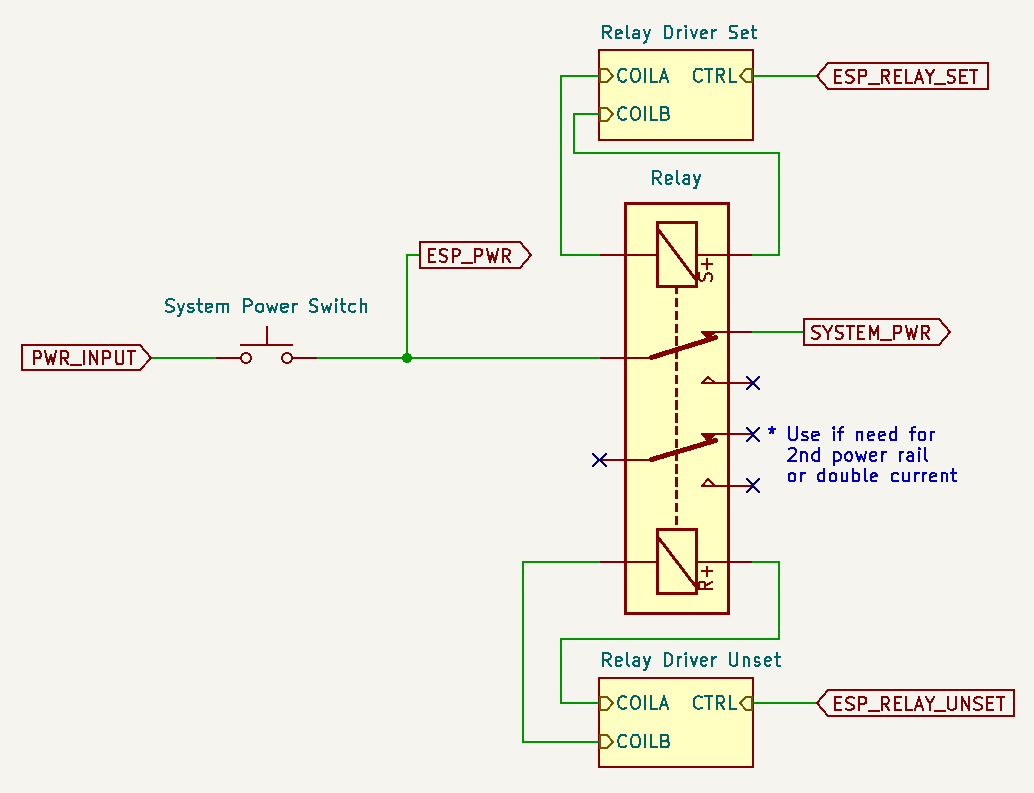 Relay Driver Set
COILA CTRL
ESP_RELAY_SET
COILB
Relay
S+
ESP_PWR
System Power Switch
PWR_INPUT
SYSTEM_PWR
* Use if need for
2nd power rail
or double current
R+
Relay Driver Unset
COILA CTRL
ESP_RELAY_UNSET
COILB